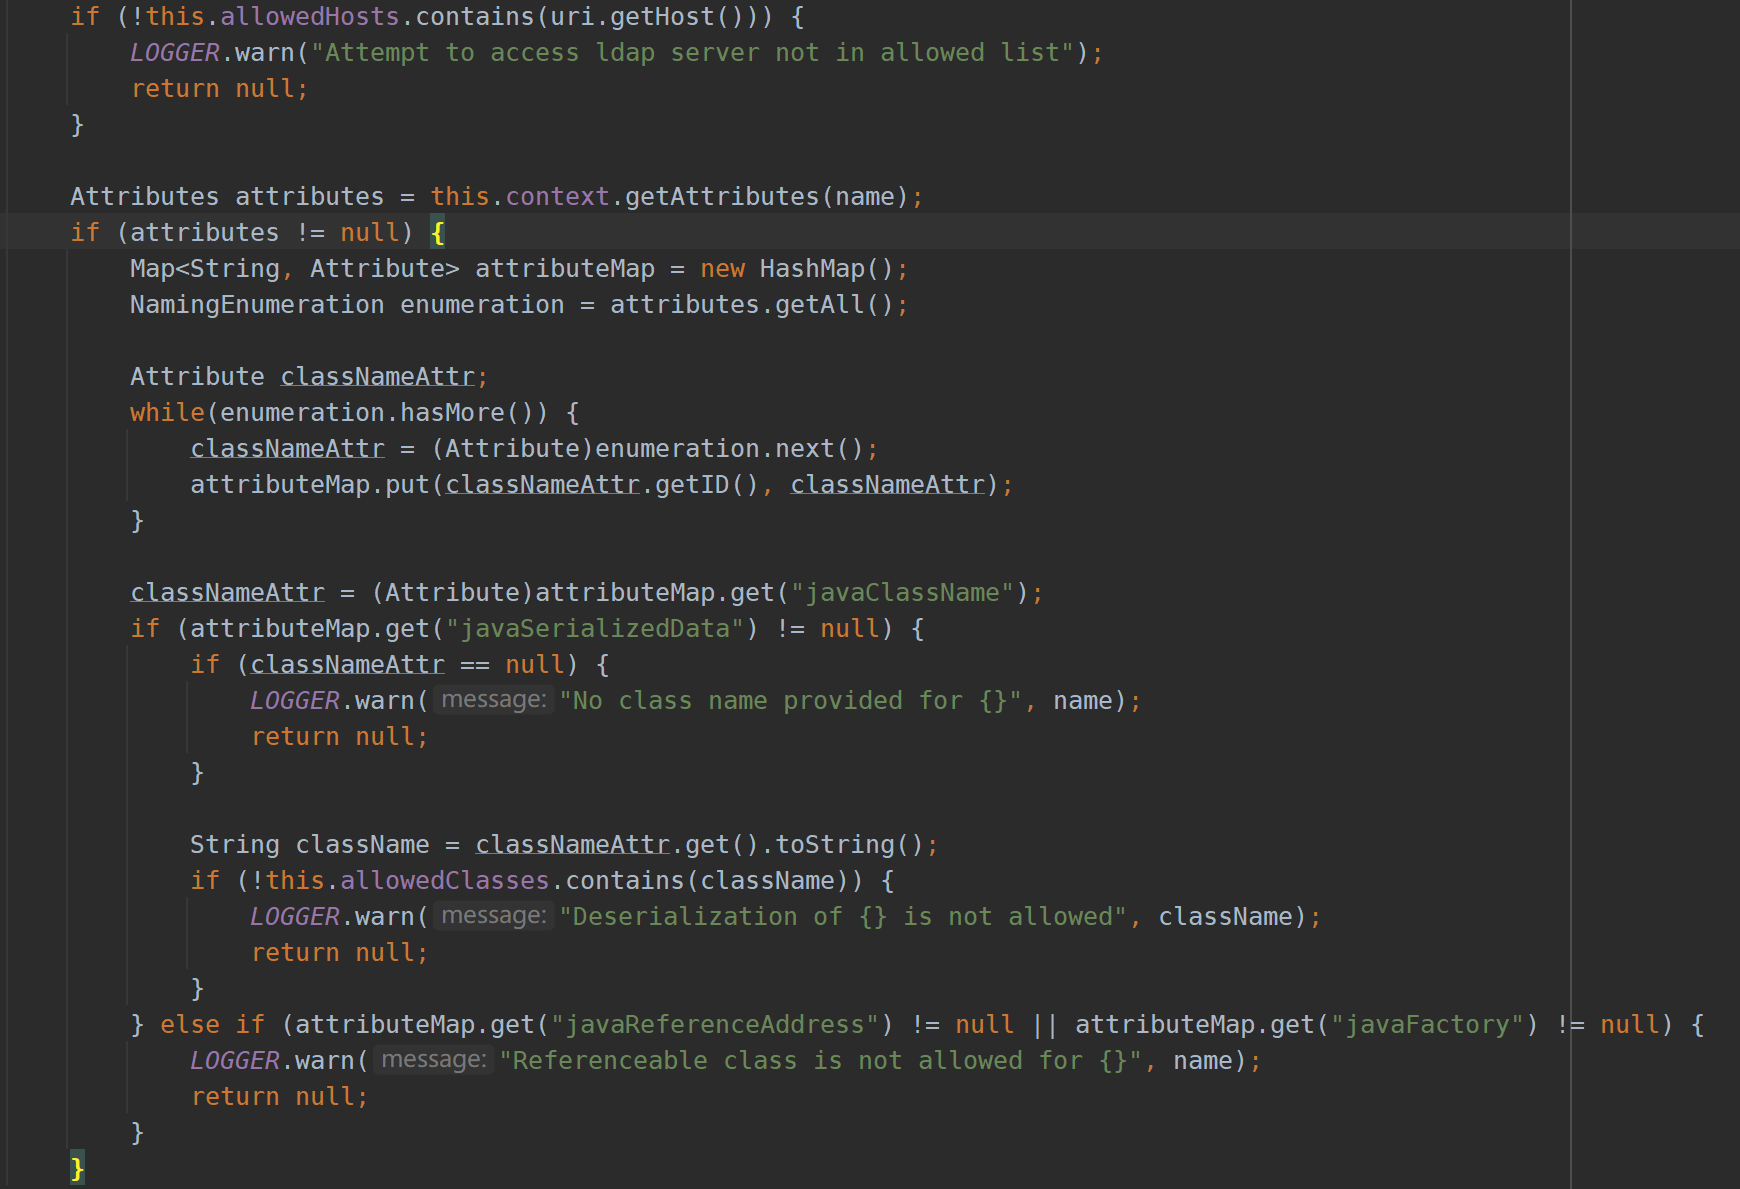 if (!this.allowedHosts.contains(uri.getHost())) {
LOGGER.warn("Attempt to access ldap server not in allowed list");
return null;
}
Attributes attributes = this.context.getAttributes(name);
if (attributes != null) {
Map<String, Attribute> attributeMap = new HashMap();
NamingEnumeration enumeration = attributes.getAll();
Attribute classNameAttr;
while(enumeration.hasMore()) {
classNameAttr = (Attribute)enumeration.next();
attributeMap.put(classNameAttr.getID(), classNameAttr);
}
classNameAttr = (Attribute)attributeMap.get("javaClassName");
if (attributeMap.get("javaSerializedData") != null) {
if (classNameAttr == null) {
LOGGER.warn( message: "No class name provided for {}", name);
return null;
}
String className = classNameAttr.get().toString();
if (!this.allowedClasses.contains(className)) {
LOGGER.warn( message: "Deserialization of {} is not allowed", className);
return null;
}
} else if (attributeMap.get("javaReferenceAddress") != null || attributeMap.get("javaFactory") != null) {
LOGGER.warn( message: "Referenceable class is not allowed for {}", name);
return null;
}
}